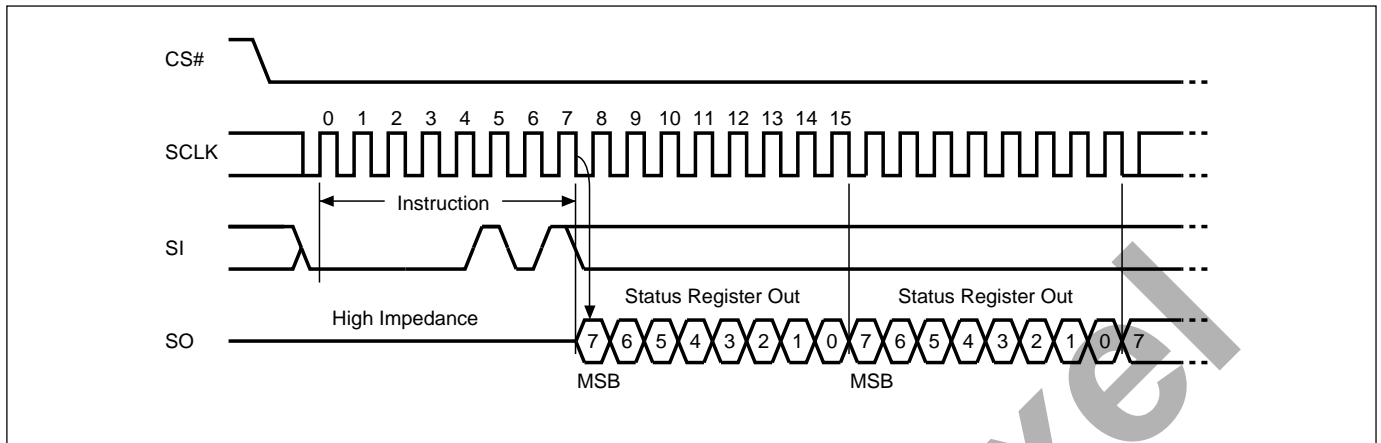 CS#
0 1 2 3 4 5 6 7 8 9 10 11 12 13 14 15
SCLK
Instruction
SI
High Impedance
Status Register Out Status Register Out
SO
7 6 5 4 3 2 1 0 7 6 5 4 3 2 1 0 7
MSB MSB